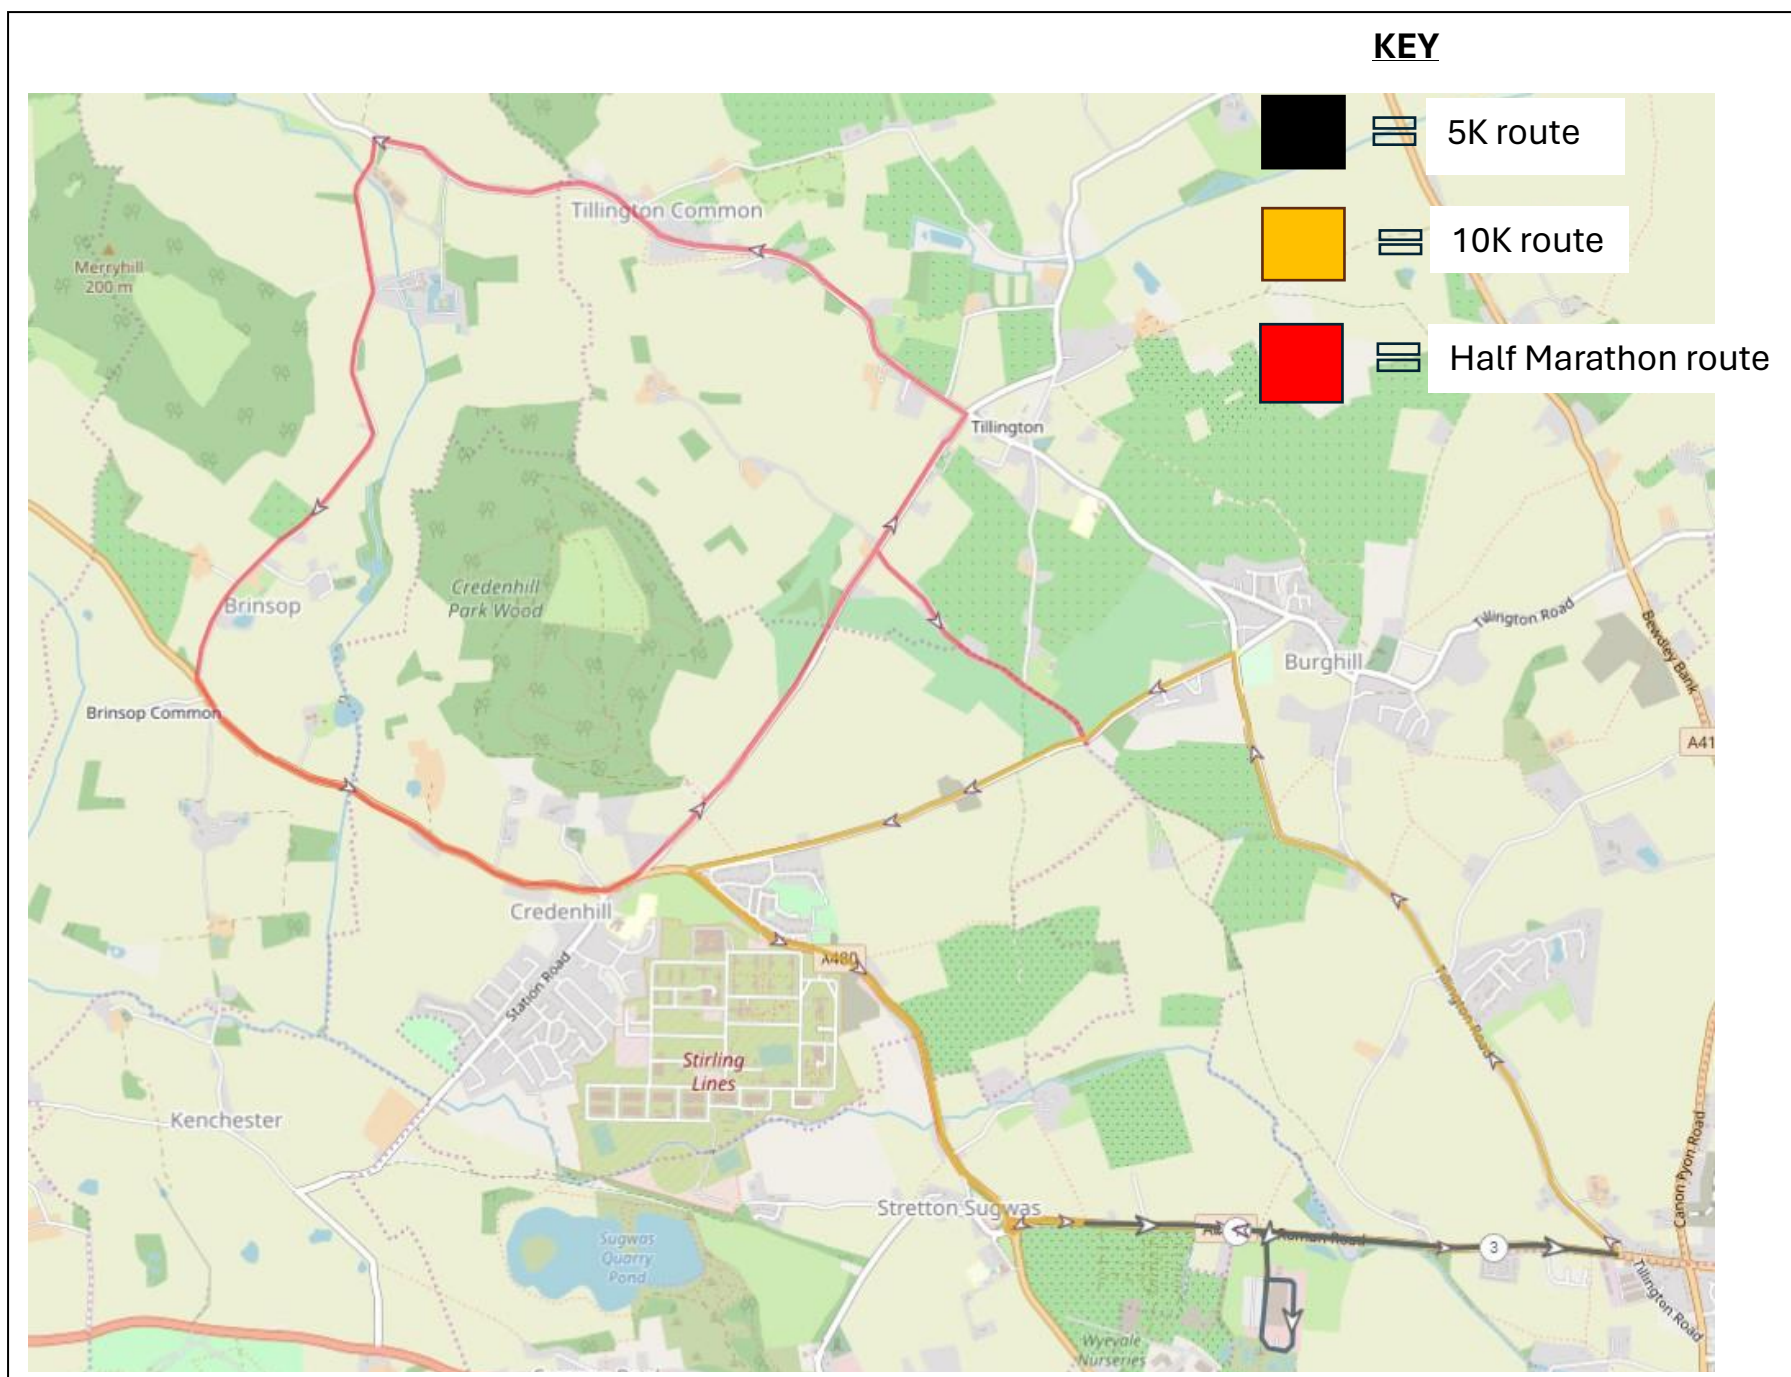 KEY
5K route
10K route
Half Marathon route
Tillington Common
Merryhill
200 m
Tillington
Credenhill
Park Wood
Brinsop
Tillington Road
Burghill
Bewdley Bank
Brinsop Common
A41
Credenhill
Station Road
A480
Tillington Road
Stirling
Lines
Kenchester
Canon Pyon Road
Stretton Sugwas
Roman Road
3
Sugwas
Quarry
Pond
Tillington Road
Wyevale
Nurseries